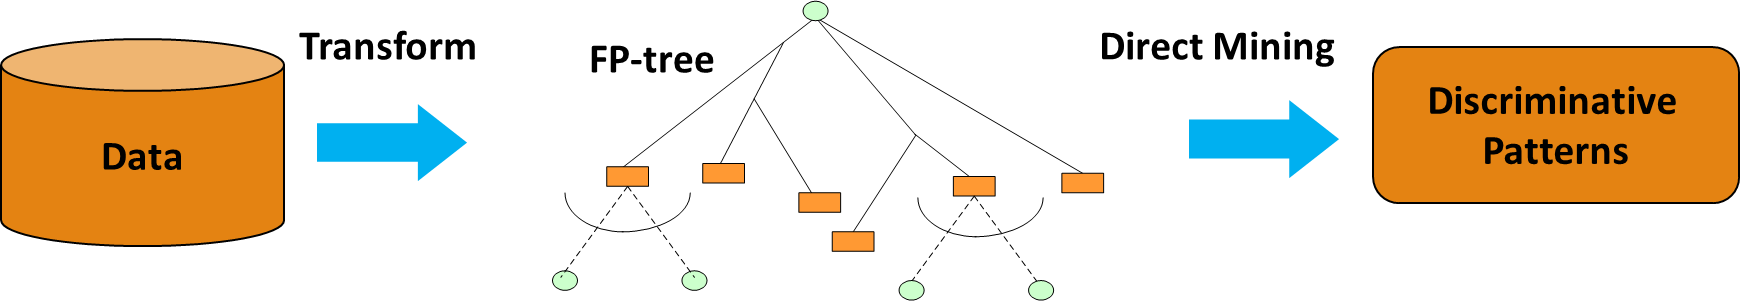 Data
Transform
FP-tree
Direct Mining
Discriminative
Patterns